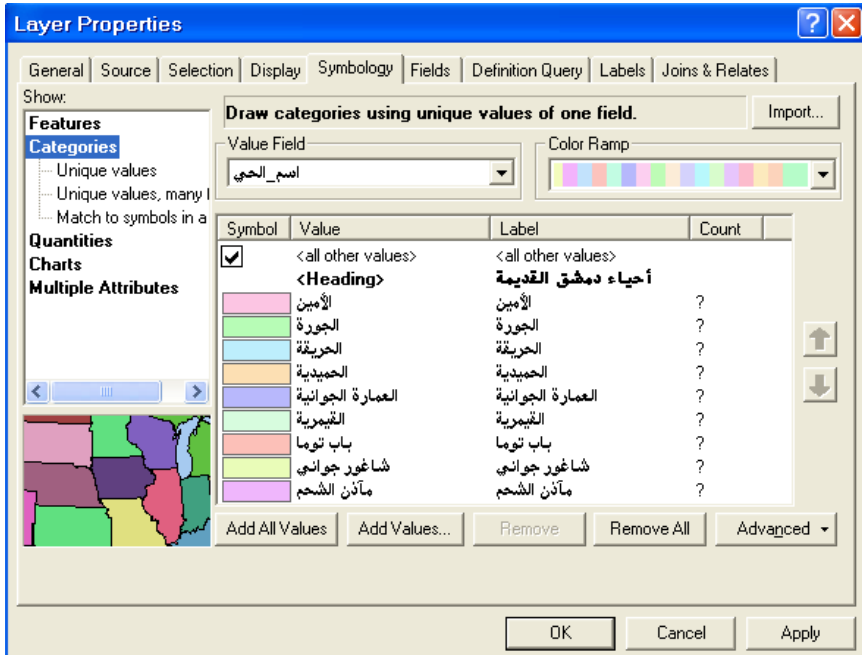 Layer Properties
General Source Selection Display Symbology Fields Definition Query Labels Joins & Relates
Show:
Features
Categories
Unique values
Unique values, many
Match to symbols in a
Quantities
Charts
Multiple Attributes
Draw categories using unique values of one field.
Import...
Value Field
اسم_الحي
Color Ramp
Symbol Value Label Count
<all other values> <all other values>
<Heading> أحياء دمشق القديمة
الأمين الأمين ?
الجورة الجورة ?
الحريقة الحريقة ?
الحميدية الحميدية ?
العمارة الجوانية العمارة الجوانية ?
القيمرية القيمرية ?
باب توما باب توما ?
شاغور جواني شاغور جواني ?
مآذن الشحم مآذن الشحم ?
Add All Values Add Values... Remove Remove All Advanced
OK Cancel Apply